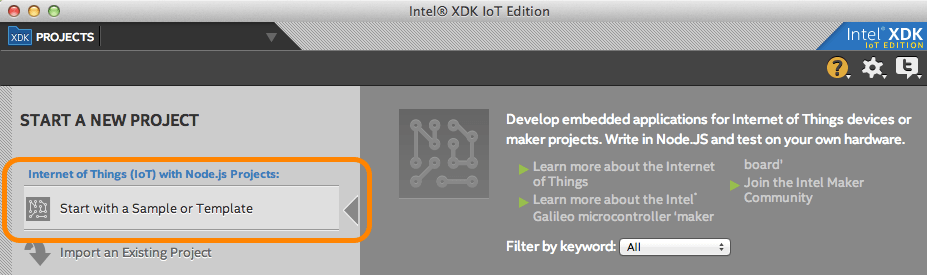 Intel® XDK IoT Edition
XDK PROJECTS
Intel® XDK
IoT EDITION
?
START A NEW PROJECT
Internet of Things (IoT) with Node.js Projects:
Start with a Sample or Template
Import an Existing Project
Develop embedded applications for Internet of Things devices or
maker projects. Write in Node.JS and test on your own hardware.
Learn more about the Internet
of Things
Learn more about the Intel®
Galileo microcontroller 'maker
board'
Join the Intel Maker
Community
Filter by keyword: All